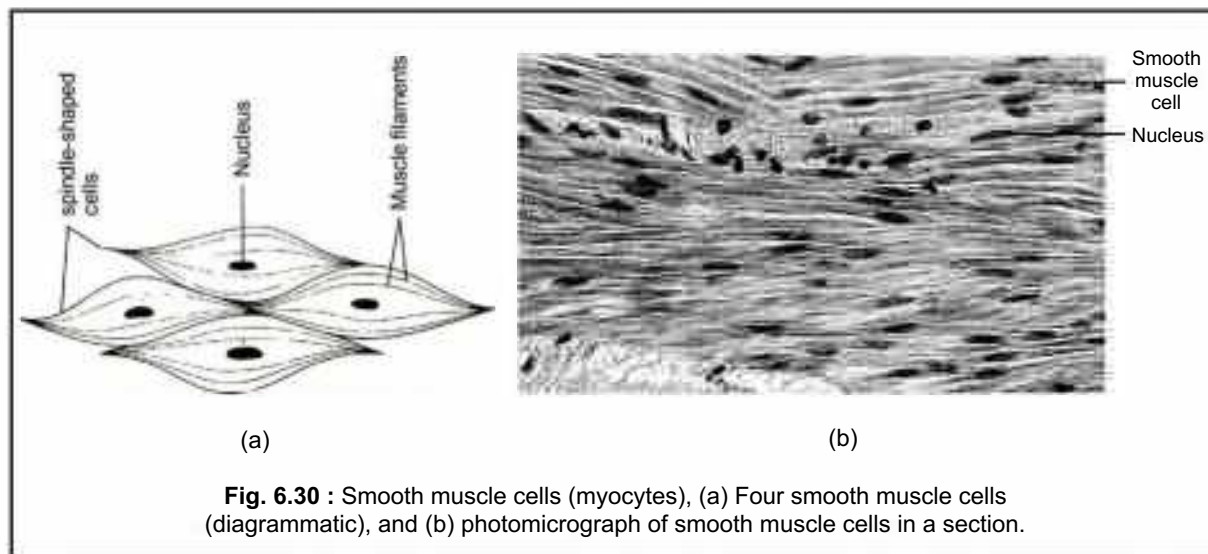 spindle-shaped
cells
Nucleus
Muscle filaments
Smooth
muscle
cell
Nucleus
(a)
(b)
Fig. 6.30 : Smooth muscle cells (myocytes), (a) Four smooth muscle cells
(diagrammatic), and (b) photomicrograph of smooth muscle cells in a section.